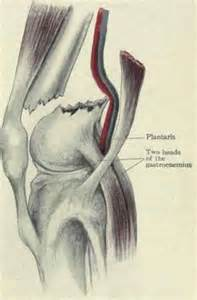 Plantaris
Two heads
of the
gastrocnemius